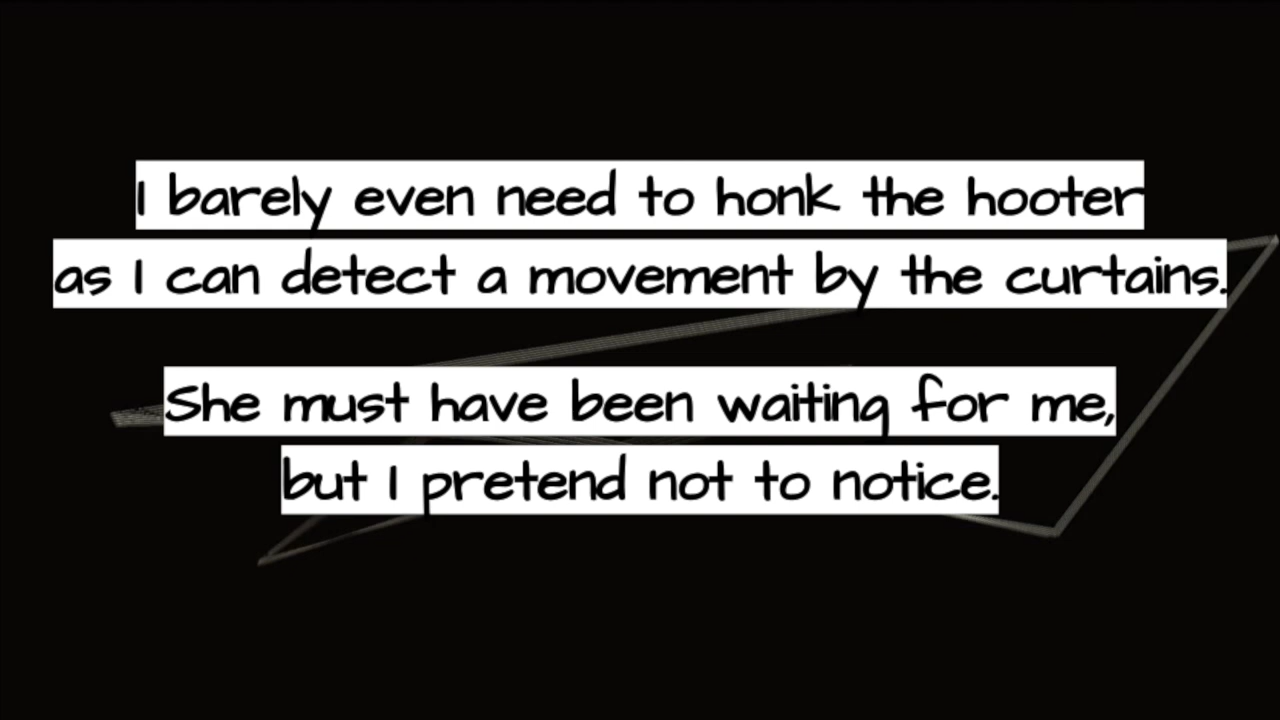 I barely even need to honk the hooter
as I can detect a movement by the curtains.
She must have been waiting for me,
but I pretend not to notice.